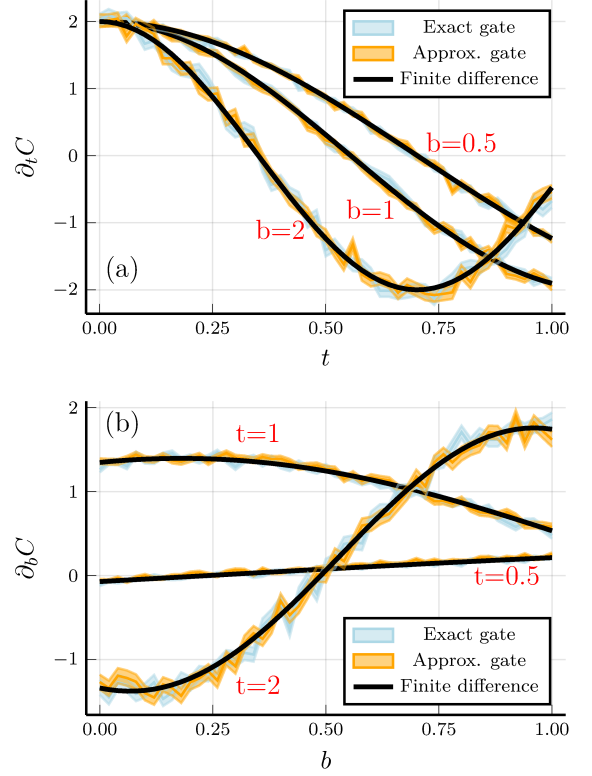 2
1
0
−1
−2
∂ₜC
Exact gate
Approx. gate
Finite difference
b=0.5
b=1
b=2
(a)
0.00
0.25
0.50
0.75
1.00
t
2
1
0
−1
∂_bC
(b)
t=1
t=0.5
t=2
Exact gate
Approx. gate
Finite difference
0.00
0.25
0.50
0.75
1.00
b